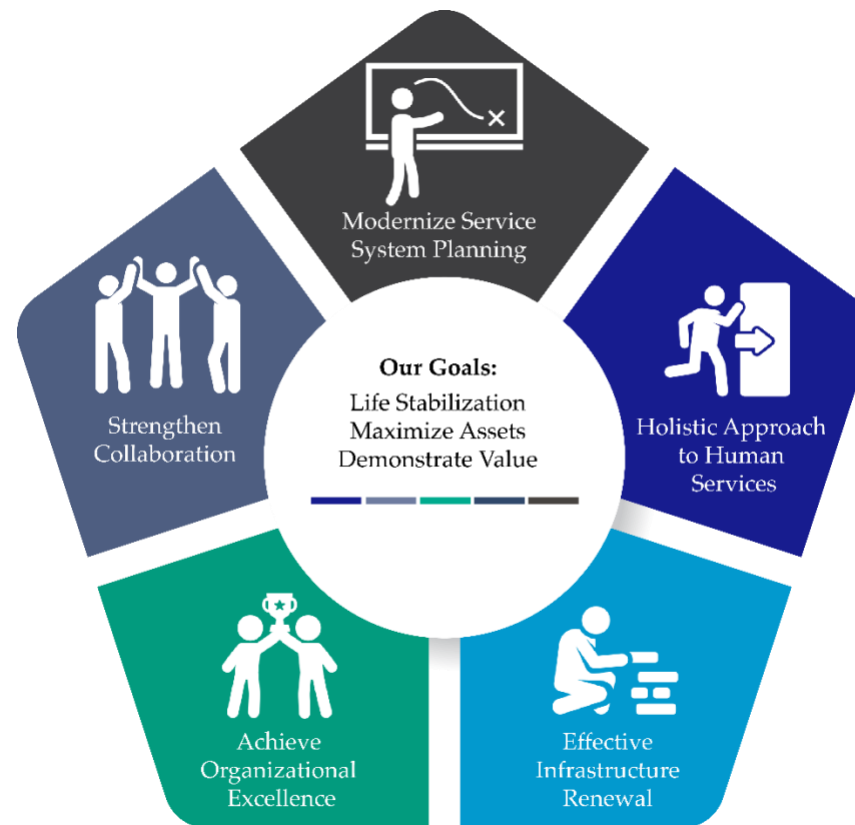 Modernize Service
System Planning
Strengthen
Collaboration
Our Goals:
Life Stabilization
Maximize Assets
Demonstrate Value
Holistic Approach
to Human
Services
Achieve
Organizational
Excellence
Effective
Infrastructure
Renewal